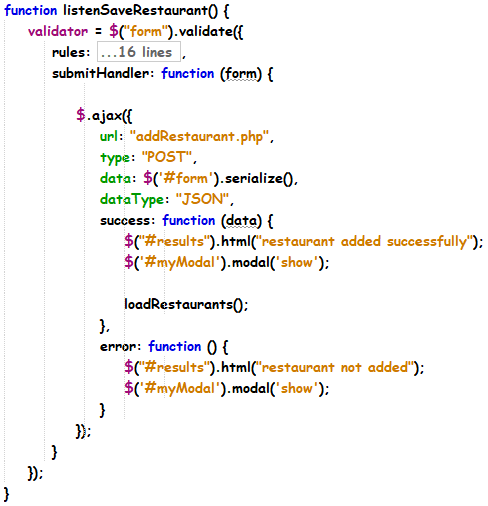 function listenSaveRestaurant() {
validator = $("form").validate({
rules: ...16 lines ,
submitHandler: function (form) {
$.ajax({
url: "addRestaurant.php",
type: "POST",
data: $('#form').serialize(),
dataType: "JSON",
success: function (data) {
$("#results").html("restaurant added successfully");
$('#myModal').modal('show');
loadRestaurants();
},
error: function () {
$("#results").html("restaurant not added");
$('#myModal').modal('show');
}
});
}
});
}